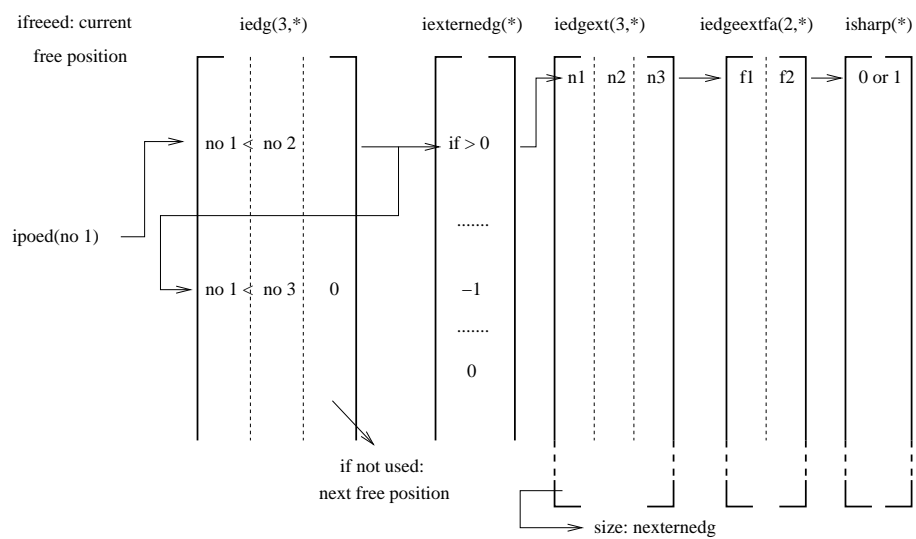 ifreeed: current
free position
iedg(3,*)
iexternedg(*)
iedgext(3,*)
iedgeextfa(2,*)
isharp(*)
n1 n2 n3
f1 f2
0 or 1
no 1 < no 2
if > 0
.......
ipoed(no 1)
no 1 < no 3 0
−1
.......
0
if not used:
next free position
size: nexternedg